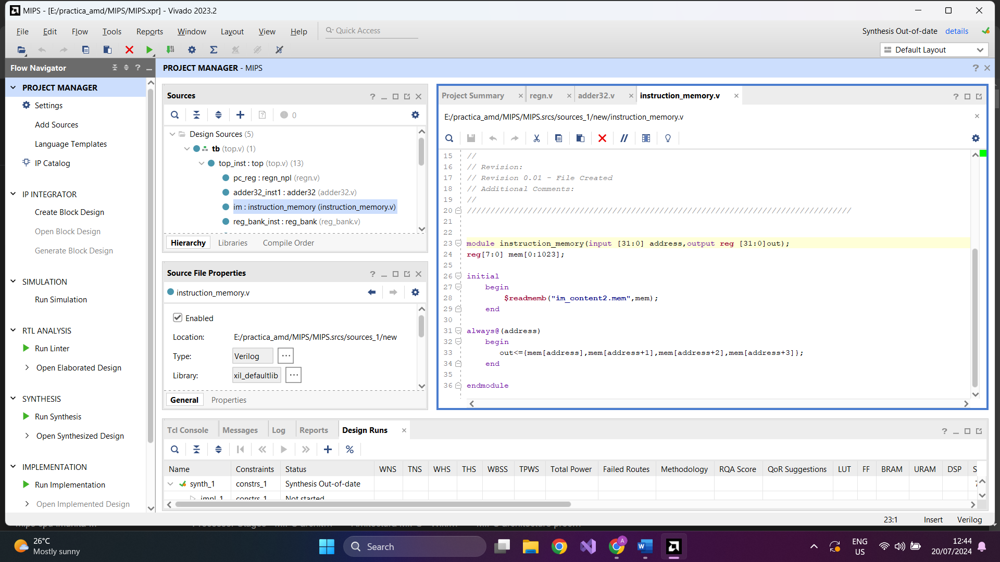 MIPS - [E:/practica_amd/MIPS/MIPS.xpr] - Vivado 2023.2
File Edit Flow Tools Reports Window Layout View Help Quick Access
Synthesis Out-of-date details
Default Layout
Flow Navigator
PROJECT MANAGER
Settings
Add Sources
Language Templates
IP Catalog
IP INTEGRATOR
Create Block Design
Open Block Design
Generate Block Design
SIMULATION
Run Simulation
RTL ANALYSIS
Run Linter
Open Elaborated Design
SYNTHESIS
Run Synthesis
Open Synthesized Design
IMPLEMENTATION
Run Implementation
Open Implemented Design
PROJECT MANAGER - MIPS
Sources
0
Design Sources (5)
tb (top.v) (1)
top_inst : top (top.v) (13)
pc_reg : regn_npl (regn.v)
adder32_inst1 : adder32 (adder32.v)
im : instruction_memory (instruction_memory.v)
reg_bank_inst : reg_bank (reg_bank.v)
Hierarchy Libraries Compile Order
Source File Properties
instruction_memory.v
Enabled
Location: E:/practica_amd/MIPS/MIPS.srcs/sources_1/new
Type: Verilog ...
Library: xil_defaultlib ...
General Properties
Project Summary regn.v adder32.v instruction_memory.v
E:/practica_amd/MIPS/MIPS.srcs/sources_1/new/instruction_memory.v
15 //
16 // Revision:
17 // Revision 0.01 - File Created
18 // Additional Comments:
19 //
20 //////////////////////////////////////////////////////////////////////////////////
21
22
23 module instruction_memory(input [31:0] address,output reg [31:0]out);
24 reg[7:0] mem[0:1023];
25
26 initial
27 begin
28 $readmemb("im_content2.mem",mem);
29 end
30
31 always@(address)
32 begin
33 out<={mem[address],mem[address+1],mem[address+2],mem[address+3]};
34 end
35
36 endmodule
Tcl Console Messages Log Reports Design Runs
Name Constraints Status WNS TNS WHS THS WBSS TPWS Total Power Failed Routes Methodology RQA Score QoR Suggestions LUT FF BRAM URAM DSP S
synth_1 constrs_1 Synthesis Out-of-date
impl_1 constrs_1 Not started
23:1 Insert Verilog
26°C
Mostly sunny
Search
ENG
US
12:44
20/07/2024